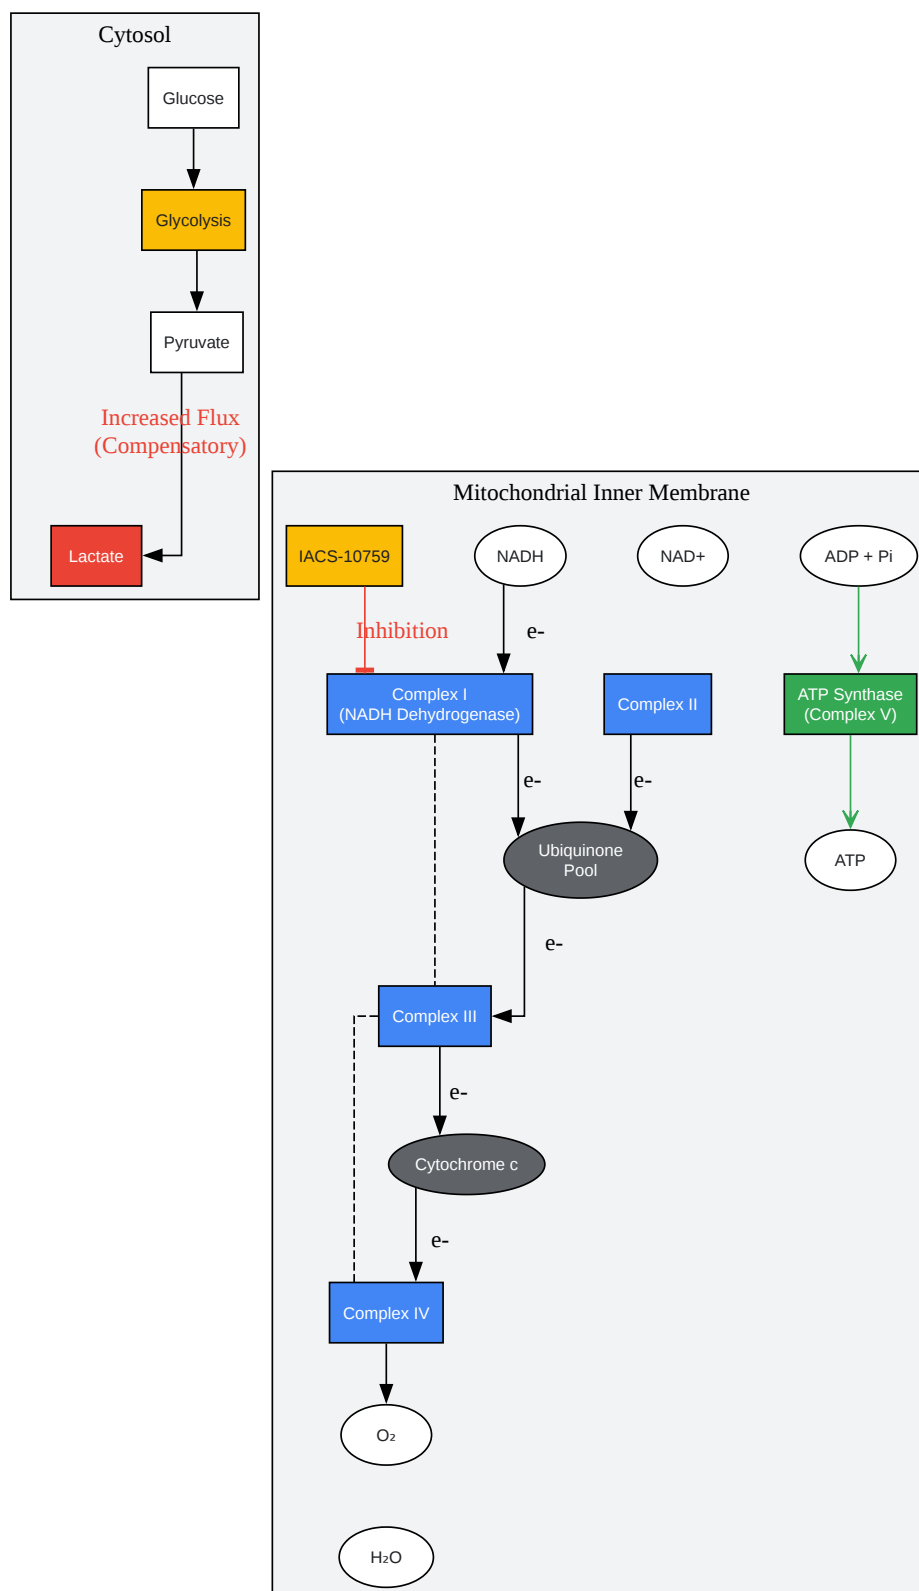 Cytosol
Glucose
Glycolysis
Pyruvate
Increased Flux
(Compensatory)
Lactate
Mitochondrial Inner Membrane
IACS-10759
NADH
NAD+
ADP + Pi
Inhibition
e-
Complex I
(NADH Dehydrogenase)
Complex II
ATP Synthase
(Complex V)
e-
e-
Ubiquinone
Pool
ATP
e-
Complex III
e-
Cytochrome c
e-
Complex IV
O₂
H₂O